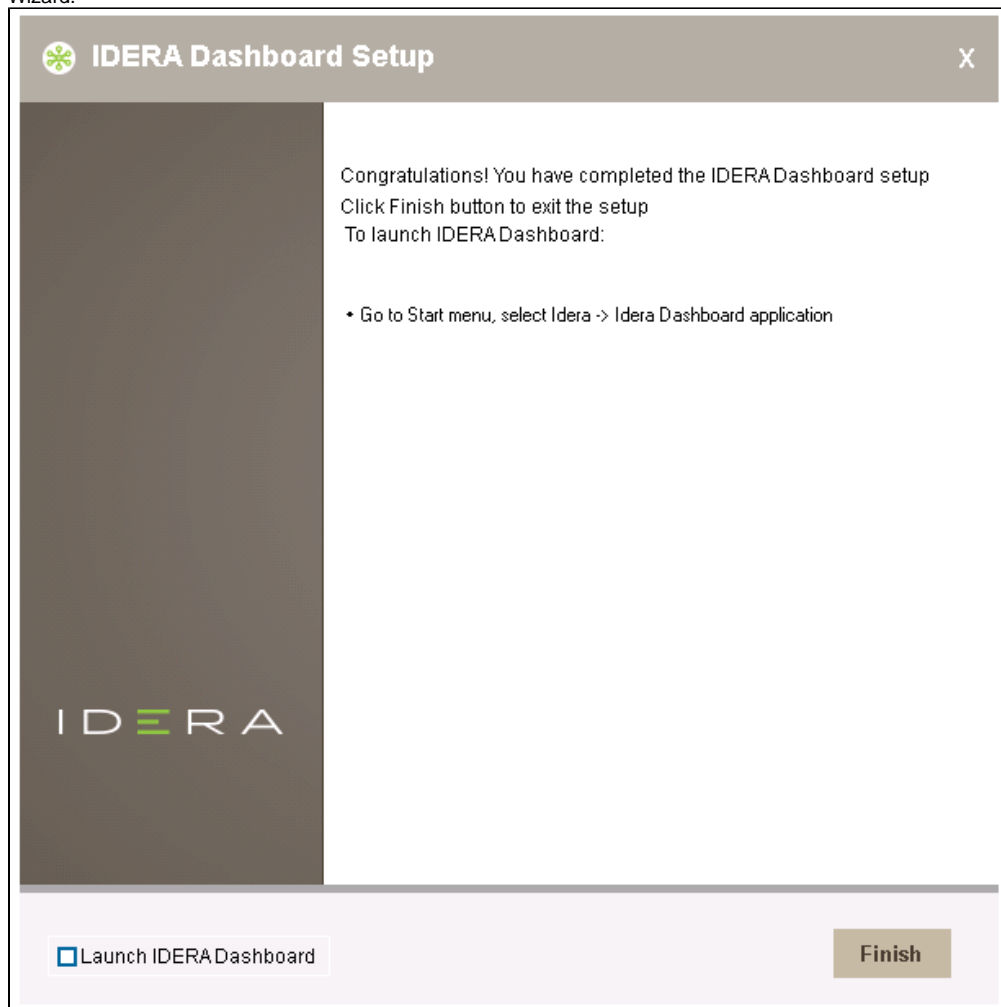 wizard.
IDERA Dashboard Setup
X
Congratulations! You have completed the IDERA Dashboard setup
Click Finish button to exit the setup
To launch IDERA Dashboard:
• Go to Start menu, select Idera -> Idera Dashboard application
IDERA
Launch IDERA Dashboard
Finish